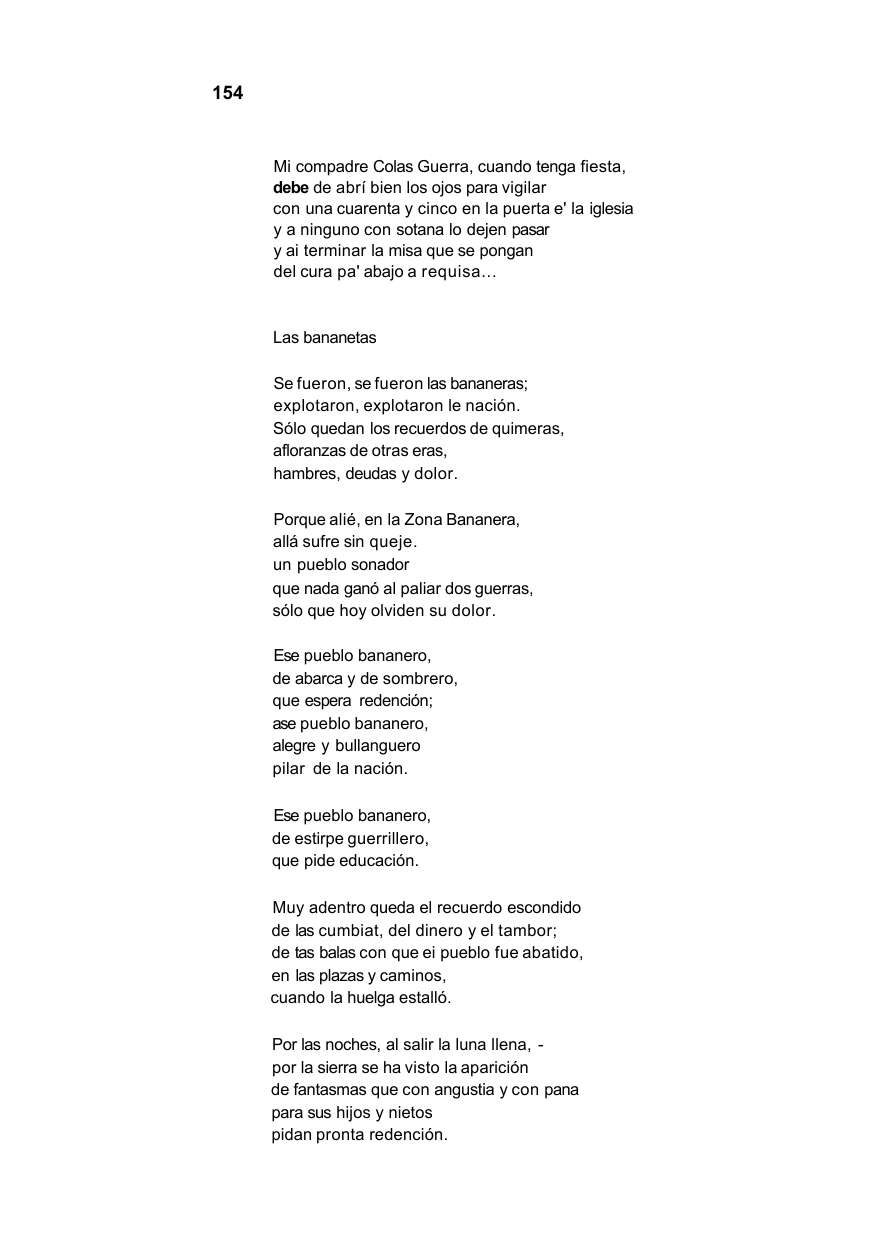 154
Mi compadre Colas Guerra, cuando tenga fiesta,
debe de abrí bien los ojos para vigilar
con una cuarenta y cinco en la puerta e' la iglesia
y a ninguno con sotana lo dejen pasar
y ai terminar la misa que se pongan
del cura pa' abajo a requisa...
Las bananetas
Se fueron, se fueron las bananeras;
explotaron, explotaron le nación.
Sólo quedan los recuerdos de quimeras,
afloranzas de otras eras,
hambres, deudas y dolor.
Porque alié, en la Zona Bananera,
allá sufre sin queje.
un pueblo sonador
que nada ganó al paliar dos guerras,
sólo que hoy olviden su dolor.
Ese pueblo bananero,
de abarca y de sombrero,
que espera redención;
ase pueblo bananero,
alegre y bullanguero
pilar de la nación.
Ese pueblo bananero,
de estirpe guerrillero,
que pide educación.
Muy adentro queda el recuerdo escondido
de las cumbiat, del dinero y el tambor;
de tas balas con que ei pueblo fue abatido,
en las plazas y caminos,
cuando la huelga estalló.
Por las noches, al salir la luna llena, -
por la sierra se ha visto la aparición
de fantasmas que con angustia y con pana
para sus hijos y nietos
pidan pronta redención.